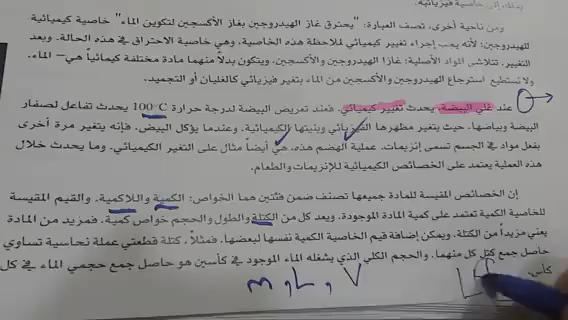 بذلك، إلى خاصية فيزيائية.
ومن ناحية أخرى، تصف العبارة: "يحترق غاز الهيدروجين بغاز الأكسجين لتكوين الماء" خاصية كيميائية
للهيدروجين؛ لأنه يجب إجراء تغيير كيميائي لملاحظة هذه الخاصية، وهي خاصية الاحتراق في هذه الحالة. وبعد
التغيير، تتلاشى المواد الأصلية: غازا الهيدروجين والأكسجين، ويتكون بدلاً منهما مادة مختلفة كيمائياً هي– الماء.
ولا نستطيع استرجاع الهيدروجين والأكسجين من الماء بتغير فيزيائي كالغليان أو التجميد.
عند غلي البيضة، يحدث تغيير كيميائي. فعند تعريض البيضة لدرجة حرارة 100°C يحدث تفاعل لصفار
البيضة وبياضها، حيث يتغير مظهرها الفيزيائي وبنيتها الكيميائية. وعندما يؤكل البيض، فإنه يتغير مرة أخرى
بفعل مواد في الجسم تسمى إنزيمات. عملية الهضم هذه، هي أيضاً مثال على التغير الكيميائي. وما يحدث خلال
هذه العملية يعتمد على الخصائص الكيميائية للإنزيمات والطعام.
إن الخصائص المقيسة للمادة جميعها تصنف ضمن فئتين هما الخواص: الكمية واللاكمية. والقيم المقيسة
للخاصية الكمية تعتمد على كمية المادة الموجودة. ويعد كل من الكتلة والطول والحجم خواص كمية. فمزيد من المادة
يعني مزيداً من الكتلة. ويمكن إضافة قيم الخاصية الكمية نفسها لبعضها. فمثلاً، كتلة قطعتي عملة نحاسية تساوي
حاصل جمع كتل كل منهما. والحجم الكلي الذي يشغله الماء الموجود في كأسين هو حاصل جمع حجمي الماء في كل
كأس.
m , L , V